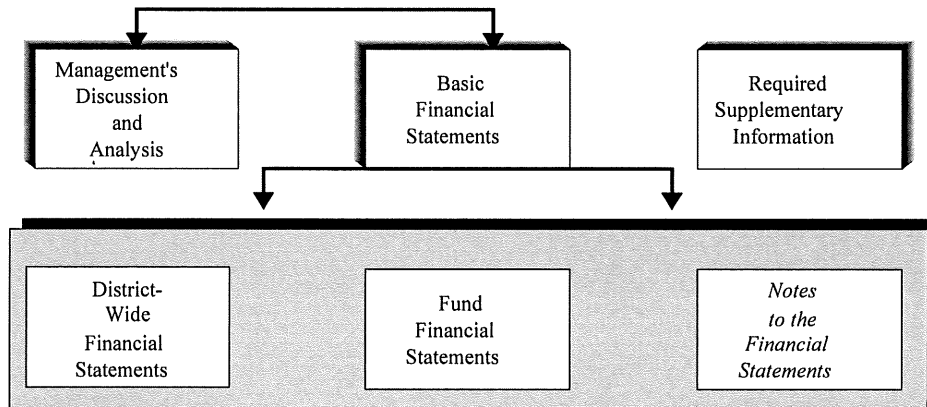 Management's
Discussion
and
Analysis
Basic
Financial
Statements
Required
Supplementary
Information
District-
Wide
Financial
Statements
Fund
Financial
Statements
Notes
to the
Financial
Statements